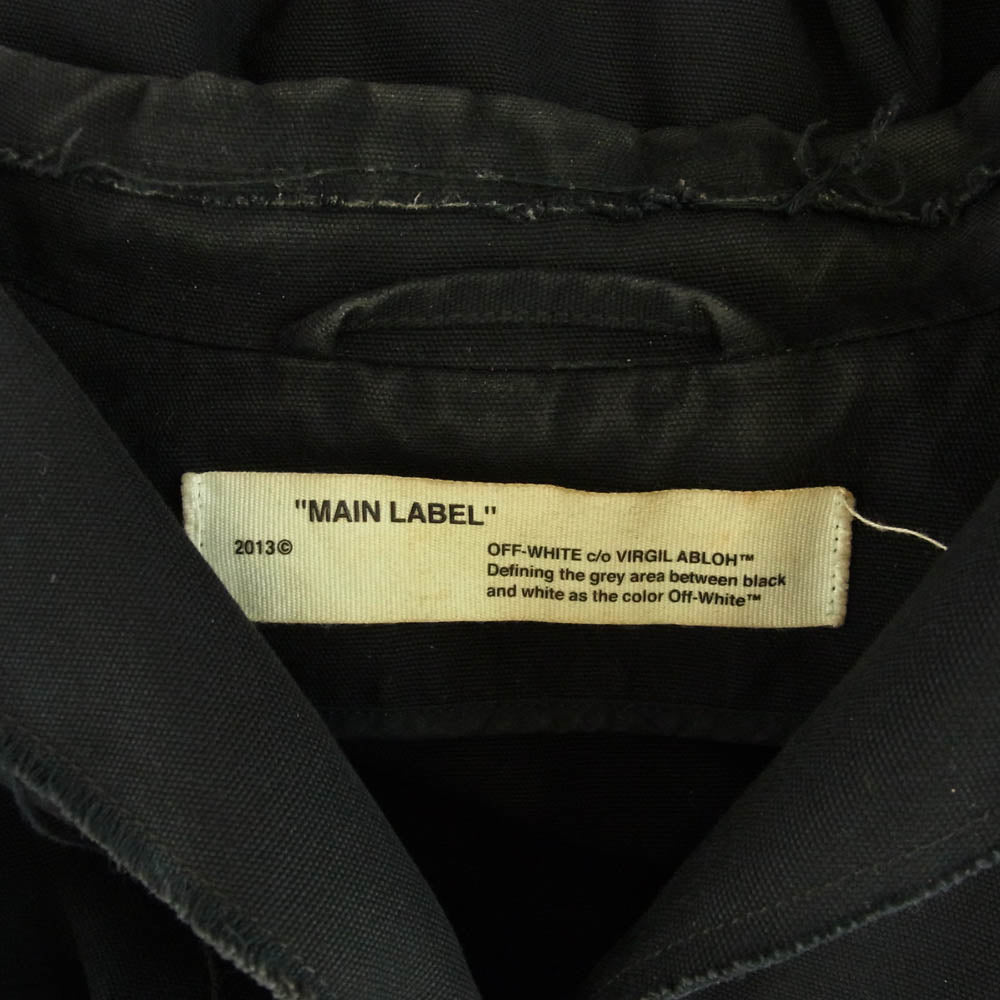 "MAIN LABEL"
2013©
OFF-WHITE c/o VIRGIL ABLOH™
Defining the grey area between black
and white as the color Off-White™